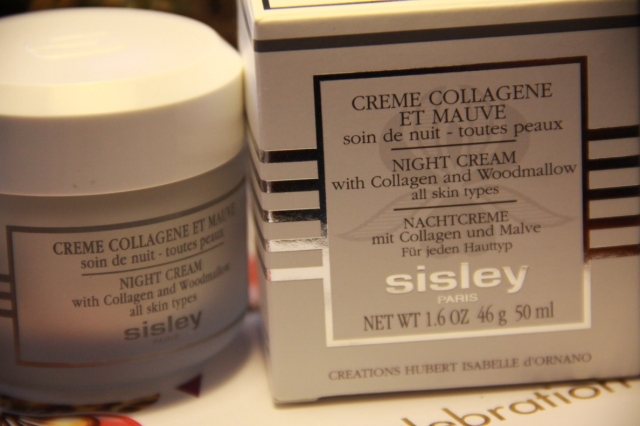 CREME COLLAGENE ET MAUVE
soin de nuit - toutes peaux
NIGHT CREAM
with Collagen and Woodmallow
all skin types
sisley
PARIS
CREME COLLAGENE
ET MAUVE
soin de nuit - toutes peaux
NIGHT CREAM
with Collagen and Woodmallow
all skin types
NACHTCREME
mit Collagen und Malve
Für jeden Hauttyp
sisley
PARIS
NET WT 1.6 OZ 46 g 50 ml
CREATIONS HUBERT ISABELLE d'ORNANO